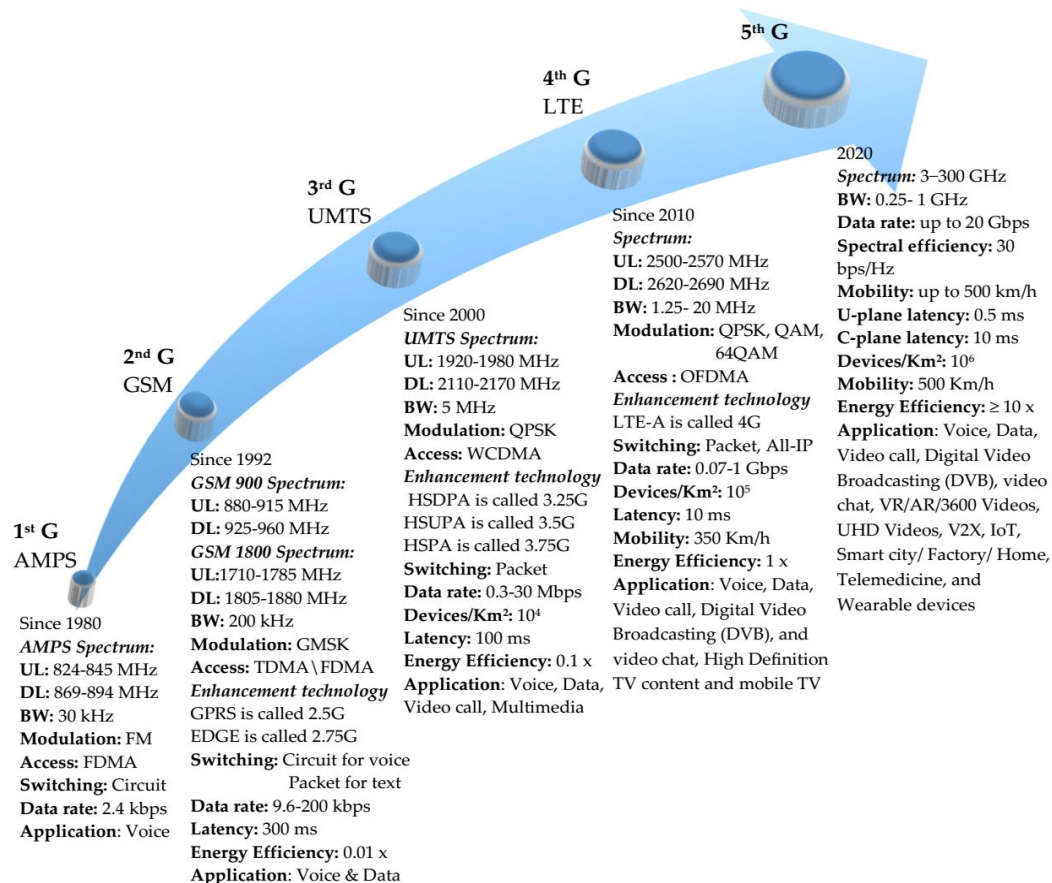 1st G
AMPS
Since 1980
AMPS Spectrum:
UL: 824-845 MHz
DL: 869-894 MHz
BW: 30 kHz
Modulation: FM
Access: FDMA
Switching: Circuit
Data rate: 2.4 kbps
Application: Voice
2nd G
GSM
Since 1992
GSM 900 Spectrum:
UL: 880-915 MHz
DL: 925-960 MHz
GSM 1800 Spectrum:
UL:1710-1785 MHz
DL: 1805-1880 MHz
BW: 200 kHz
Modulation: GMSK
Access: TDMA\FDMA
Enhancement technology
GPRS is called 2.5G
EDGE is called 2.75G
Switching: Circuit for voice
Packet for text
Data rate: 9.6-200 kbps
Latency: 300 ms
Energy Efficiency: 0.01 x
Application: Voice & Data
3rd G
UMTS
Since 2000
UMTS Spectrum:
UL: 1920-1980 MHz
DL: 2110-2170 MHz
BW: 5 MHz
Modulation: QPSK
Access: WCDMA
Enhancement technology
HSDPA is called 3.25G
HSUPA is called 3.5G
HSPA is called 3.75G
Switching: Packet
Data rate: 0.3-30 Mbps
Devices/Km²: 10⁴
Latency: 100 ms
Energy Efficiency: 0.1 x
Application: Voice, Data,
Video call, Multimedia
4th G
LTE
Since 2010
Spectrum:
UL: 2500-2570 MHz
DL: 2620-2690 MHz
BW: 1.25- 20 MHz
Modulation: QPSK, QAM,
64QAM
Access : OFDMA
Enhancement technology
LTE-A is called 4G
Switching: Packet, All-IP
Data rate: 0.07-1 Gbps
Devices/Km²: 10⁵
Latency: 10 ms
Mobility: 350 Km/h
Energy Efficiency: 1 x
Application: Voice, Data,
Video call, Digital Video
Broadcasting (DVB), and
video chat, High Definition
TV content and mobile TV
5th G
2020
Spectrum: 3–300 GHz
BW: 0.25- 1 GHz
Data rate: up to 20 Gbps
Spectral efficiency: 30
bps/Hz
Mobility: up to 500 km/h
U-plane latency: 0.5 ms
C-plane latency: 10 ms
Devices/Km²: 10⁶
Mobility: 500 Km/h
Energy Efficiency: ≥ 10 x
Application: Voice, Data,
Video call, Digital Video
Broadcasting (DVB), video
chat, VR/AR/3600 Videos,
UHD Videos, V2X, IoT,
Smart city/ Factory/ Home,
Telemedicine, and
Wearable devices